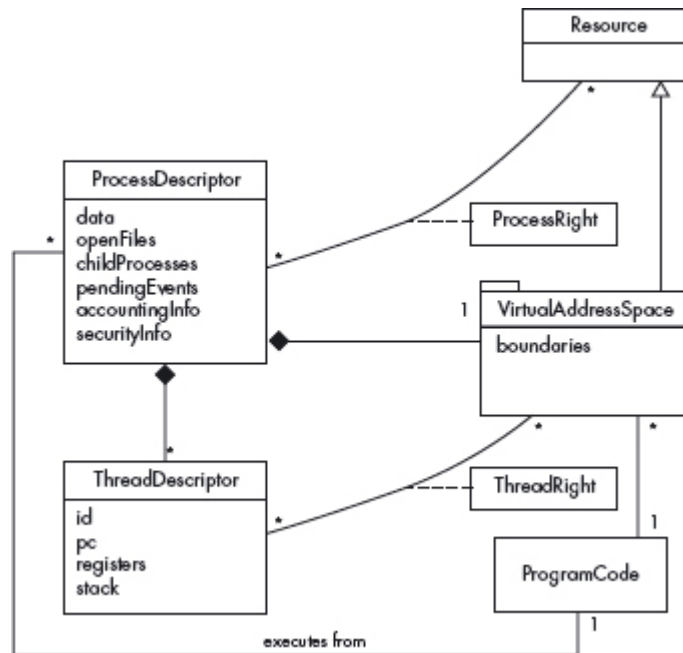 Resource
*
ProcessDescriptor
data
openFiles
childProcesses
pendingEvents
accountingInfo
securityInfo
*
*
ProcessRight
1
VirtualAddressSpace
boundaries
*
*
*
ThreadDescriptor
id
pc
registers
stack
*
ThreadRight
1
ProgramCode
1
executes from